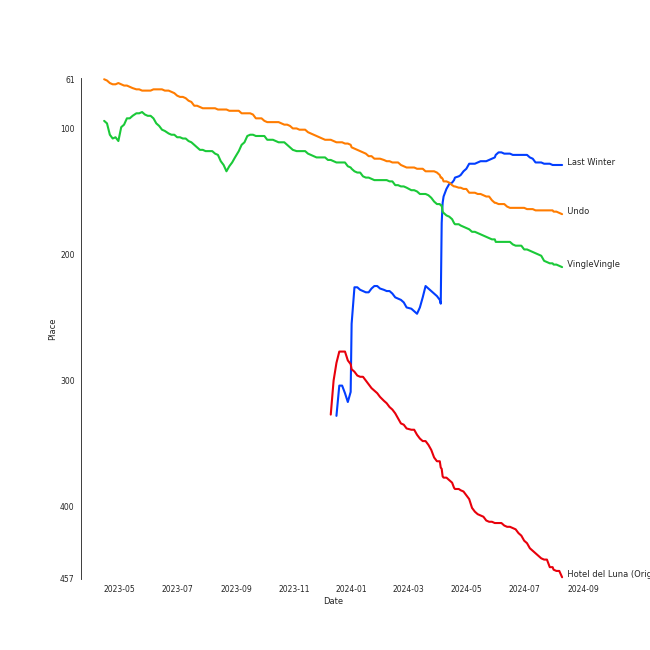 61
100
200
300
400
457
Place
Last Winter
Undo
VingleVingle
Hotel del Luna (Orig
2023-05
2023-07
2023-09
2023-11
2024-01
2024-03
2024-05
2024-07
2024-09
Date